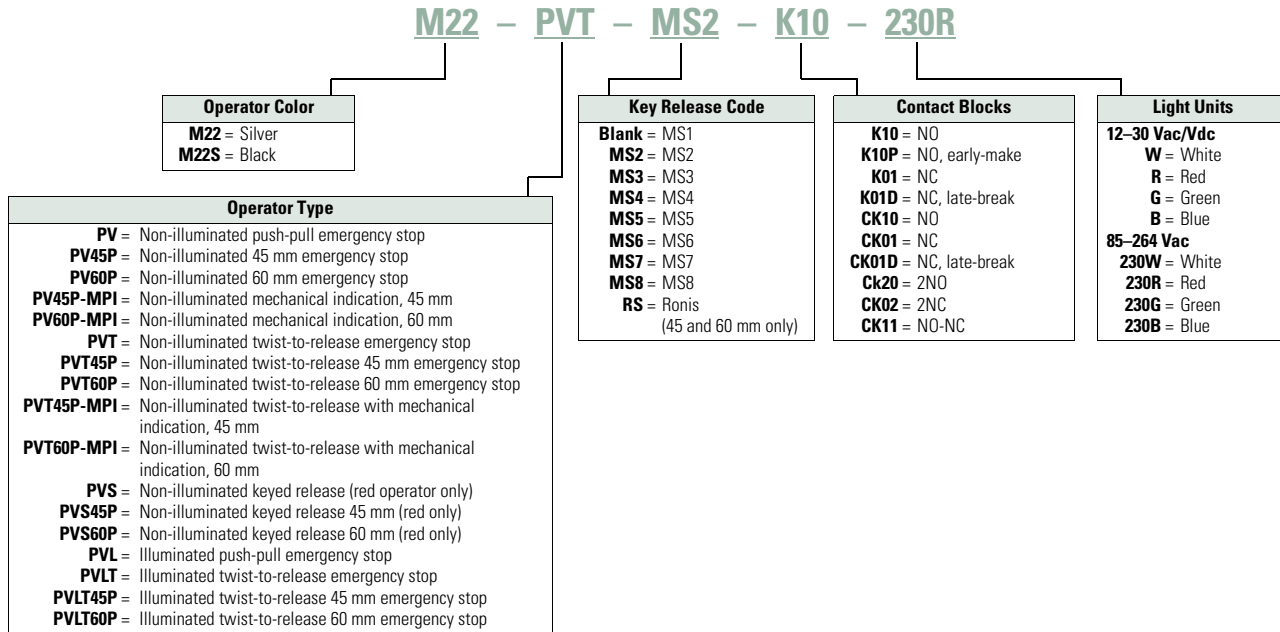 M22 – PVT – MS2 – K10 – 230R
Operator Color
M22 = Silver
M22S = Black
Operator Type
PV = Non-illuminated push-pull emergency stop
PV45P = Non-illuminated 45 mm emergency stop
PV60P = Non-illuminated 60 mm emergency stop
PV45P-MPI = Non-illuminated mechanical indication, 45 mm
PV60P-MPI = Non-illuminated mechanical indication, 60 mm
PVT = Non-illuminated twist-to-release emergency stop
PVT45P = Non-illuminated twist-to-release 45 mm emergency stop
PVT60P = Non-illuminated twist-to-release 60 mm emergency stop
PVT45P-MPI = Non-illuminated twist-to-release with mechanical
indication, 45 mm
PVT60P-MPI = Non-illuminated twist-to-release with mechanical
indication, 60 mm
PVS = Non-illuminated keyed release (red operator only)
PVS45P = Non-illuminated keyed release 45 mm (red only)
PVS60P = Non-illuminated keyed release 60 mm (red only)
PVL = Illuminated push-pull emergency stop
PVLT = Illuminated twist-to-release emergency stop
PVLT45P = Illuminated twist-to-release 45 mm emergency stop
PVLT60P = Illuminated twist-to-release 60 mm emergency stop
Key Release Code
Blank = MS1
MS2 = MS2
MS3 = MS3
MS4 = MS4
MS5 = MS5
MS6 = MS6
MS7 = MS7
MS8 = MS8
RS = Ronis
(45 and 60 mm only)
Contact Blocks
K10 = NO
K10P = NO, early-make
K01 = NC
K01D = NC, late-break
CK10 = NO
CK01 = NC
CK01D = NC, late-break
Ck20 = 2NO
CK02 = 2NC
CK11 = NO-NC
Light Units
12–30 Vac/Vdc
W = White
R = Red
G = Green
B = Blue
85–264 Vac
230W = White
230R = Red
230G = Green
230B = Blue